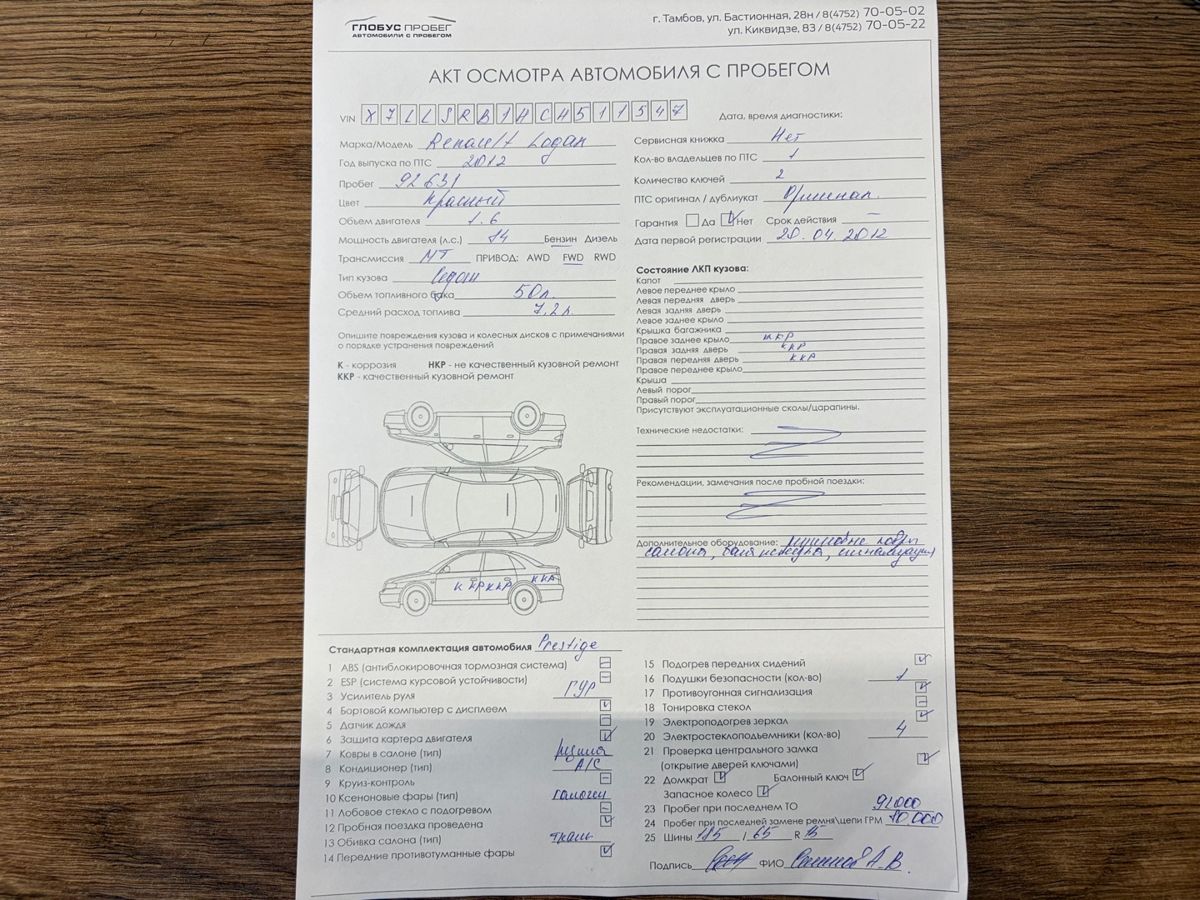 ГЛОБУС ПРОБЕГ
АВТОМОБИЛИ С ПРОБЕГОМ
г. Тамбов, ул. Бастионная, 28н / 8(4752) 70-05-02
ул. Киквидзе, 83 / 8(4752) 70-05-22
АКТ ОСМОТРА АВТОМОБИЛЯ С ПРОБЕГОМ
VIN X7LLSRB1HC4511547
Дата, время диагностики:
Марка/Модель Renault Logan
Год выпуска по ПТС 2012
Пробег 92631
Цвет Красный
Объем двигателя 1.6
Мощность двигателя (л.с.) 84 Бензин Дизель
Трансмиссия МТ ПРИВОД: AWD FWD RWD
Тип кузова Седан
Объем топливного бака 50л.
Средний расход топлива 7,2л.
Сервисная книжка Нет
Кол-во владельцев по ПТС 1
Количество ключей 2
ПТС оригинал / дубликат Оригинал.
Гарантия Да Нет Срок действия —
Дата первой регистрации 20.04.2012
Опишите повреждения кузова и колесных дисков с примечаниями
о порядке устранения повреждений
К - коррозия НКР - не качественный кузовной ремонт
ККР - качественный кузовной ремонт
ККР ККР ККР
Состояние ЛКП кузова:
Капот
Левое переднее крыло
Левая передняя дверь
Левая задняя дверь
Левое заднее крыло
Крышка багажника
Правое заднее крыло ККР
Правая задняя дверь ККР
Правая передняя дверь ККР
Правое переднее крыло
Крыша
Левый порог
Правый порог
Присутствуют эксплуатационные сколы/царапины.
Технические недостатки:
Рекомендации, замечания после пробной поездки:
Дополнительное оборудование:
салона, сигнализация
Стандартная комплектация автомобиля Prestige
1 ABS (антиблокировочная тормозная система)
2 ESP (система курсовой устойчивости)
3 Усилитель руля ГУР
4 Бортовой компьютер с дисплеем
5 Датчик дождя
6 Защита картера двигателя
7 Ковры в салоне (тип) резина
8 Кондиционер (тип) A/C
9 Круиз-контроль
10 Ксеноновые фары (тип) галоген
11 Лобовое стекло с подогревом
12 Пробная поездка проведена
13 Обивка салона (тип) ткань
14 Передние противотуманные фары
15 Подогрев передних сидений
16 Подушки безопасности (кол-во) 1
17 Противоугонная сигнализация
18 Тонировка стекол
19 Электроподогрев зеркал
20 Электростеклоподъемники (кол-во) 4
21 Проверка центрального замка
(открытие дверей ключами)
22 Домкрат Балонный ключ
Запасное колесо
23 Пробег при последнем ТО 91000
24 Пробег при последней замене ремня\цепи ГРМ 70.000
25 Шины 185 / 65 R 15
Подпись ФИО А.В.